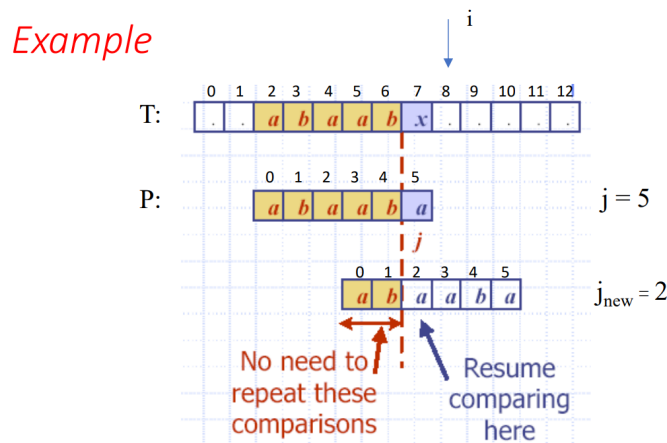 Example
i
0 1 2 3 4 5 6 7 8 9 10 11 12
T: . . a b a a b x . . . . .
0 1 2 3 4 5
P: a b a a b a j = 5
j
0 1 2 3 4 5
a b a a b a jnew = 2
No need to
repeat these
comparisons
Resume
comparing
here